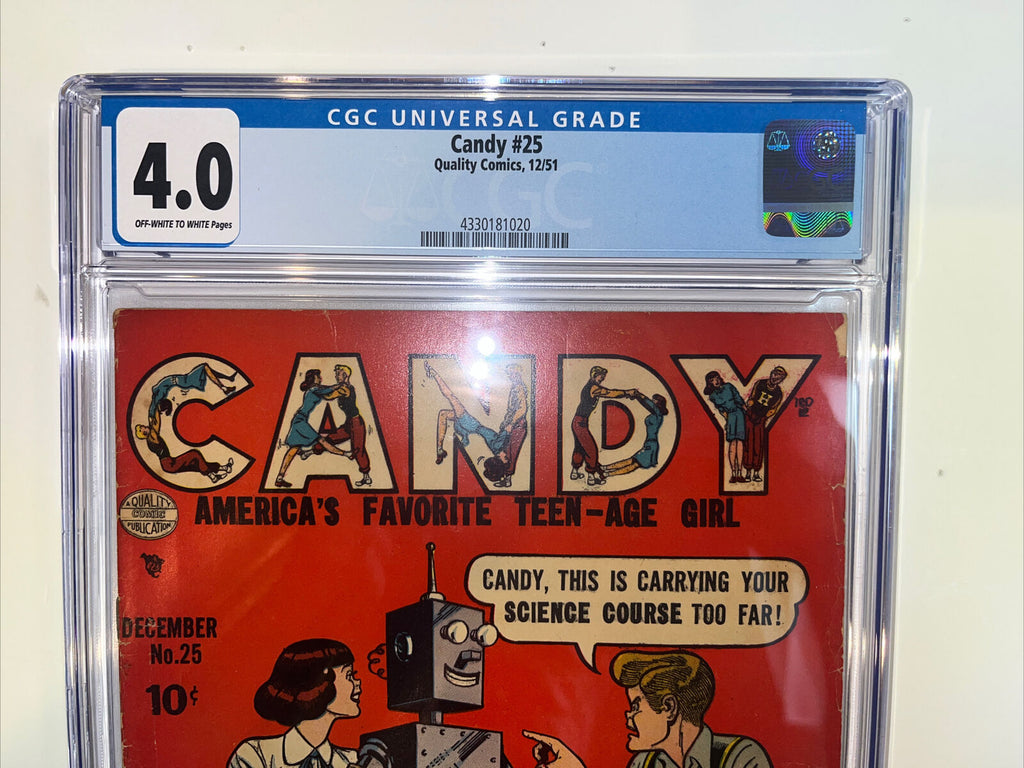 CGC UNIVERSAL GRADE
4.0
OFF-WHITE TO WHITE Pages
Candy #25
Quality Comics, 12/51
CGC
4330181020
CANDY
H
AMERICA'S FAVORITE TEEN-AGE GIRL
A QUALITY
COMIC
PUBLICATION
CANDY, THIS IS CARRYING YOUR
SCIENCE COURSE TOO FAR!
DECEMBER
No.25
10¢